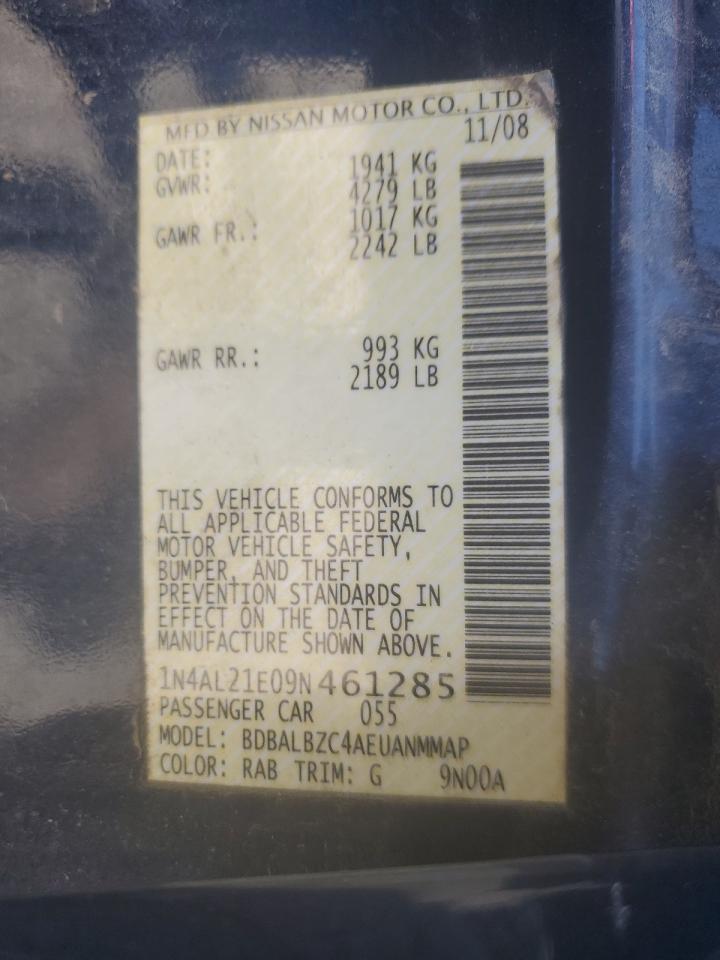 MFD BY NISSAN MOTOR CO., LTD.
DATE: 11/08
GVWR: 1941 KG
4279 LB
GAWR FR.: 1017 KG
2242 LB
GAWR RR.: 993 KG
2189 LB
THIS VEHICLE CONFORMS TO
ALL APPLICABLE FEDERAL
MOTOR VEHICLE SAFETY,
BUMPER, AND THEFT
PREVENTION STANDARDS IN
EFFECT ON THE DATE OF
MANUFACTURE SHOWN ABOVE.
1N4AL21E09N461285
PASSENGER CAR 055
MODEL: BDBALBZC4AEUANMMAP
COLOR: RAB TRIM: G 9N00A